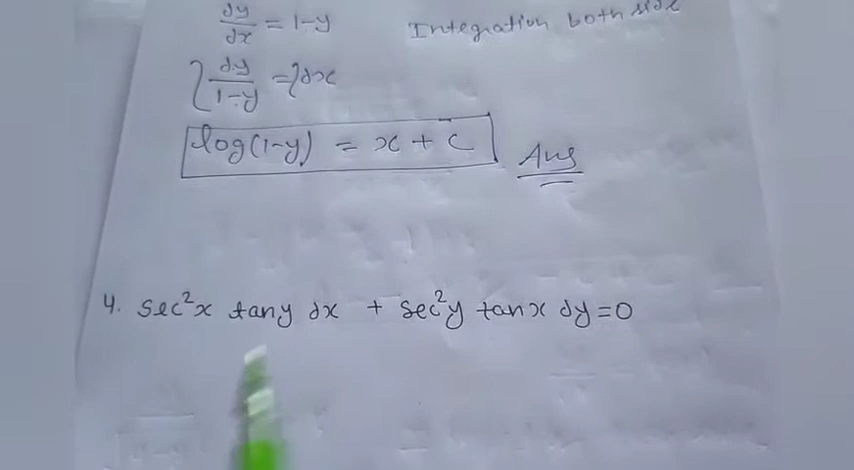 dy/dx = 1-y Integration both side
∫ dy/1-y = ∫dx
log(1-y) = x + c Ans
4. sec²x tany dx + sec²y tanx dy=0